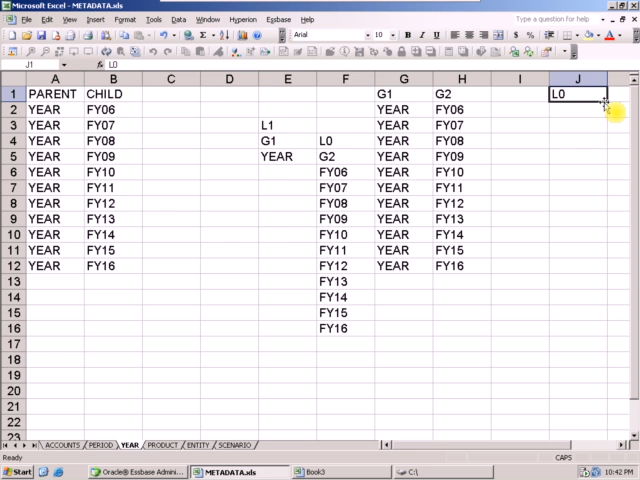 Microsoft Excel - METADATA.xls
File Edit View Insert Format Tools Data Window Hyperion Essbase Help
Type a question for help
Arial 10 B I U
J1 fx L0
A B C D E F G H I J
1 PARENT CHILD G1 G2 L0
2 YEAR FY06 YEAR FY06
3 YEAR FY07 L1 YEAR FY07
4 YEAR FY08 G1 L0 YEAR FY08
5 YEAR FY09 YEAR G2 YEAR FY09
6 YEAR FY10 FY06 YEAR FY10
7 YEAR FY11 FY07 YEAR FY11
8 YEAR FY12 FY08 YEAR FY12
9 YEAR FY13 FY09 YEAR FY13
10 YEAR FY14 FY10 YEAR FY14
11 YEAR FY15 FY11 YEAR FY15
12 YEAR FY16 FY12 YEAR FY16
13 FY13
14 FY14
15 FY15
16 FY16
17
18
19
20
21
22
23
ACCOUNTS PERIOD YEAR PRODUCT ENTITY SCENARIO
Ready CAPS
Start Oracle® Essbase Admini... METADATA.xls Book3 C:\ 10:42 PM